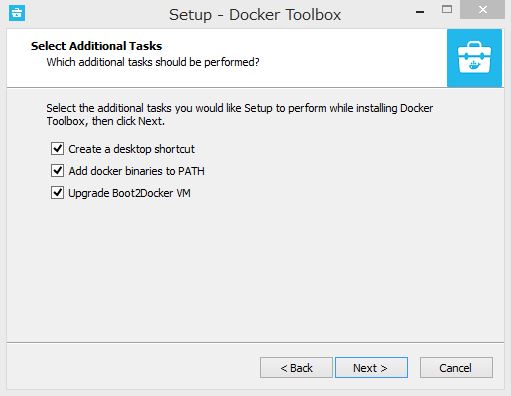 Setup - Docker Toolbox
Select Additional Tasks
Which additional tasks should be performed?
Select the additional tasks you would like Setup to perform while installing Docker
Toolbox, then click Next.
Create a desktop shortcut
Add docker binaries to PATH
Upgrade Boot2Docker VM
< Back
Next >
Cancel